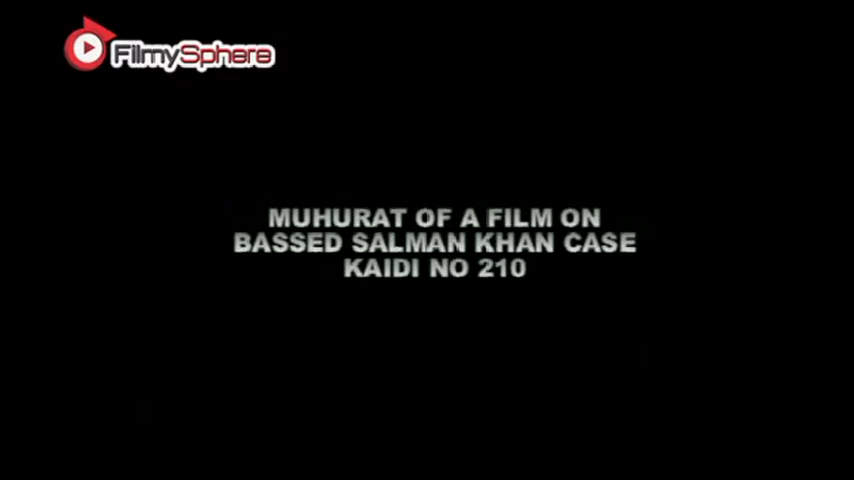 FilmySphere
MUHURAT OF A FILM ON
BASSED SALMAN KHAN CASE
KAIDI NO 210